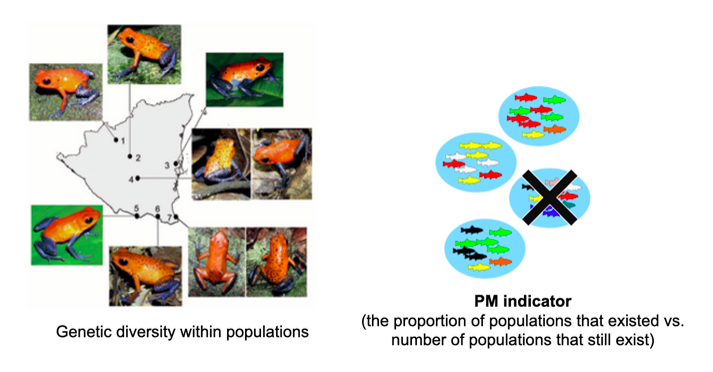 1
2
3
4
5
6
7
Genetic diversity within populations
PM indicator
(the proportion of populations that existed vs.
number of populations that still exist)